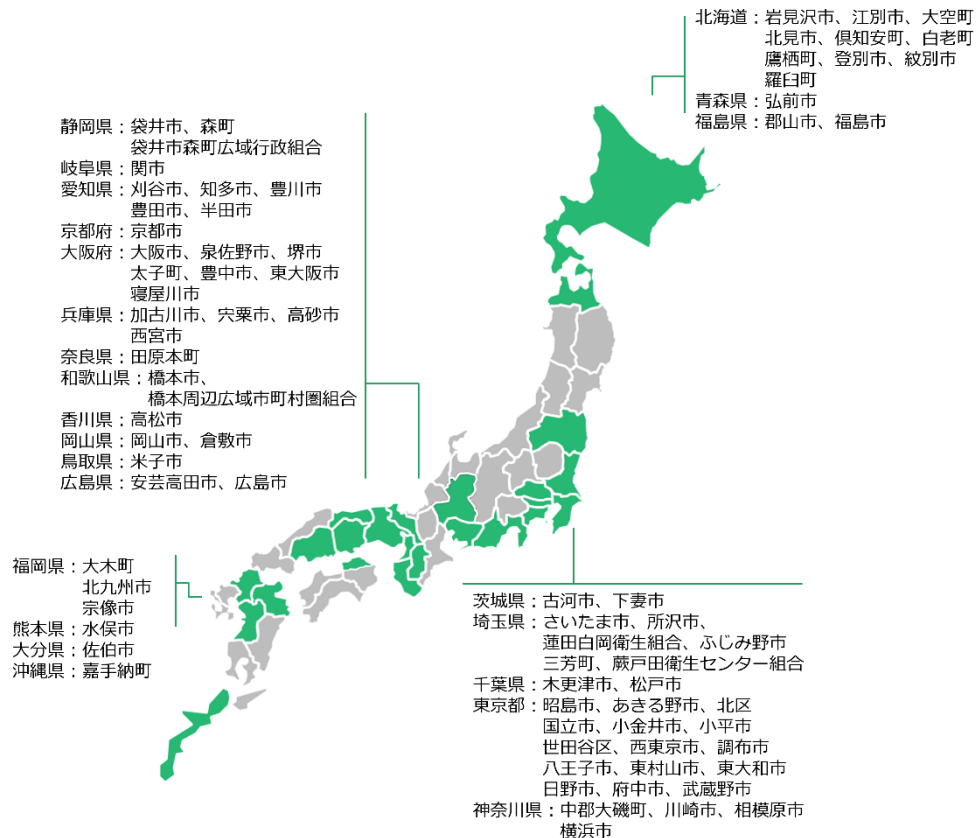 北海道：岩見沢市、江別市、大空町
北見市、倶知安町、白老町
鷹栖町、登別市、紋別市
羅臼町
青森県：弘前市
福島県：郡山市、福島市
静岡県：袋井市、森町
袋井市森町広域行政組合
岐阜県：関市
愛知県：刈谷市、知多市、豊川市
豊田市、半田市
京都府：京都市
大阪府：大阪市、泉佐野市、堺市
太子町、豊中市、東大阪市
寝屋川市
兵庫県：加古川市、宍粟市、高砂市
西宮市
奈良県：田原本町
和歌山県：橋本市、
橋本周辺広域市町村圏組合
香川県：高松市
岡山県：岡山市、倉敷市
鳥取県：米子市
広島県：安芸高田市、広島市
福岡県：大木町
北九州市
宗像市
熊本県：水俣市
大分県：佐伯市
沖縄県：嘉手納町
茨城県：古河市、下妻市
埼玉県：さいたま市、所沢市、
蓮田白岡衛生組合、ふじみ野市
三芳町、蕨戸田衛生センター組合
千葉県：木更津市、松戸市
東京都：昭島市、あきる野市、北区
国立市、小金井市、小平市
世田谷区、西東京市、調布市
八王子市、東村山市、東大和市
日野市、府中市、武蔵野市
神奈川県：中郡大磯町、川崎市、相模原市
横浜市